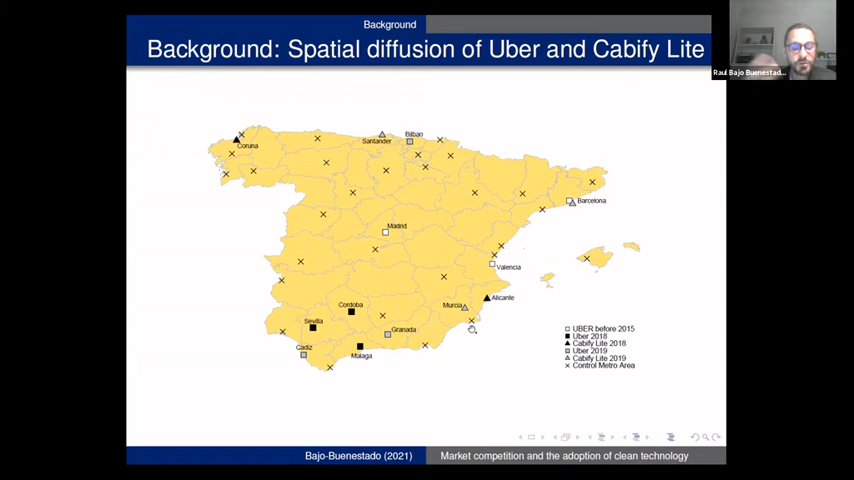 Background
Background: Spatial diffusion of Uber and Cabify Lite
Raul Bajo Buenestad...
Coruna
Santander
Bilbao
Barcelona
Madrid
Valencia
Alicante
Murcia
Cordoba
Sevilla
Granada
Cadiz
Malaga
UBER before 2015
Uber 2018
Cabify Lite 2018
Uber 2019
Cabify Lite 2019
Control Metro Area
Bajo-Buenestado (2021)
Market competition and the adoption of clean technology